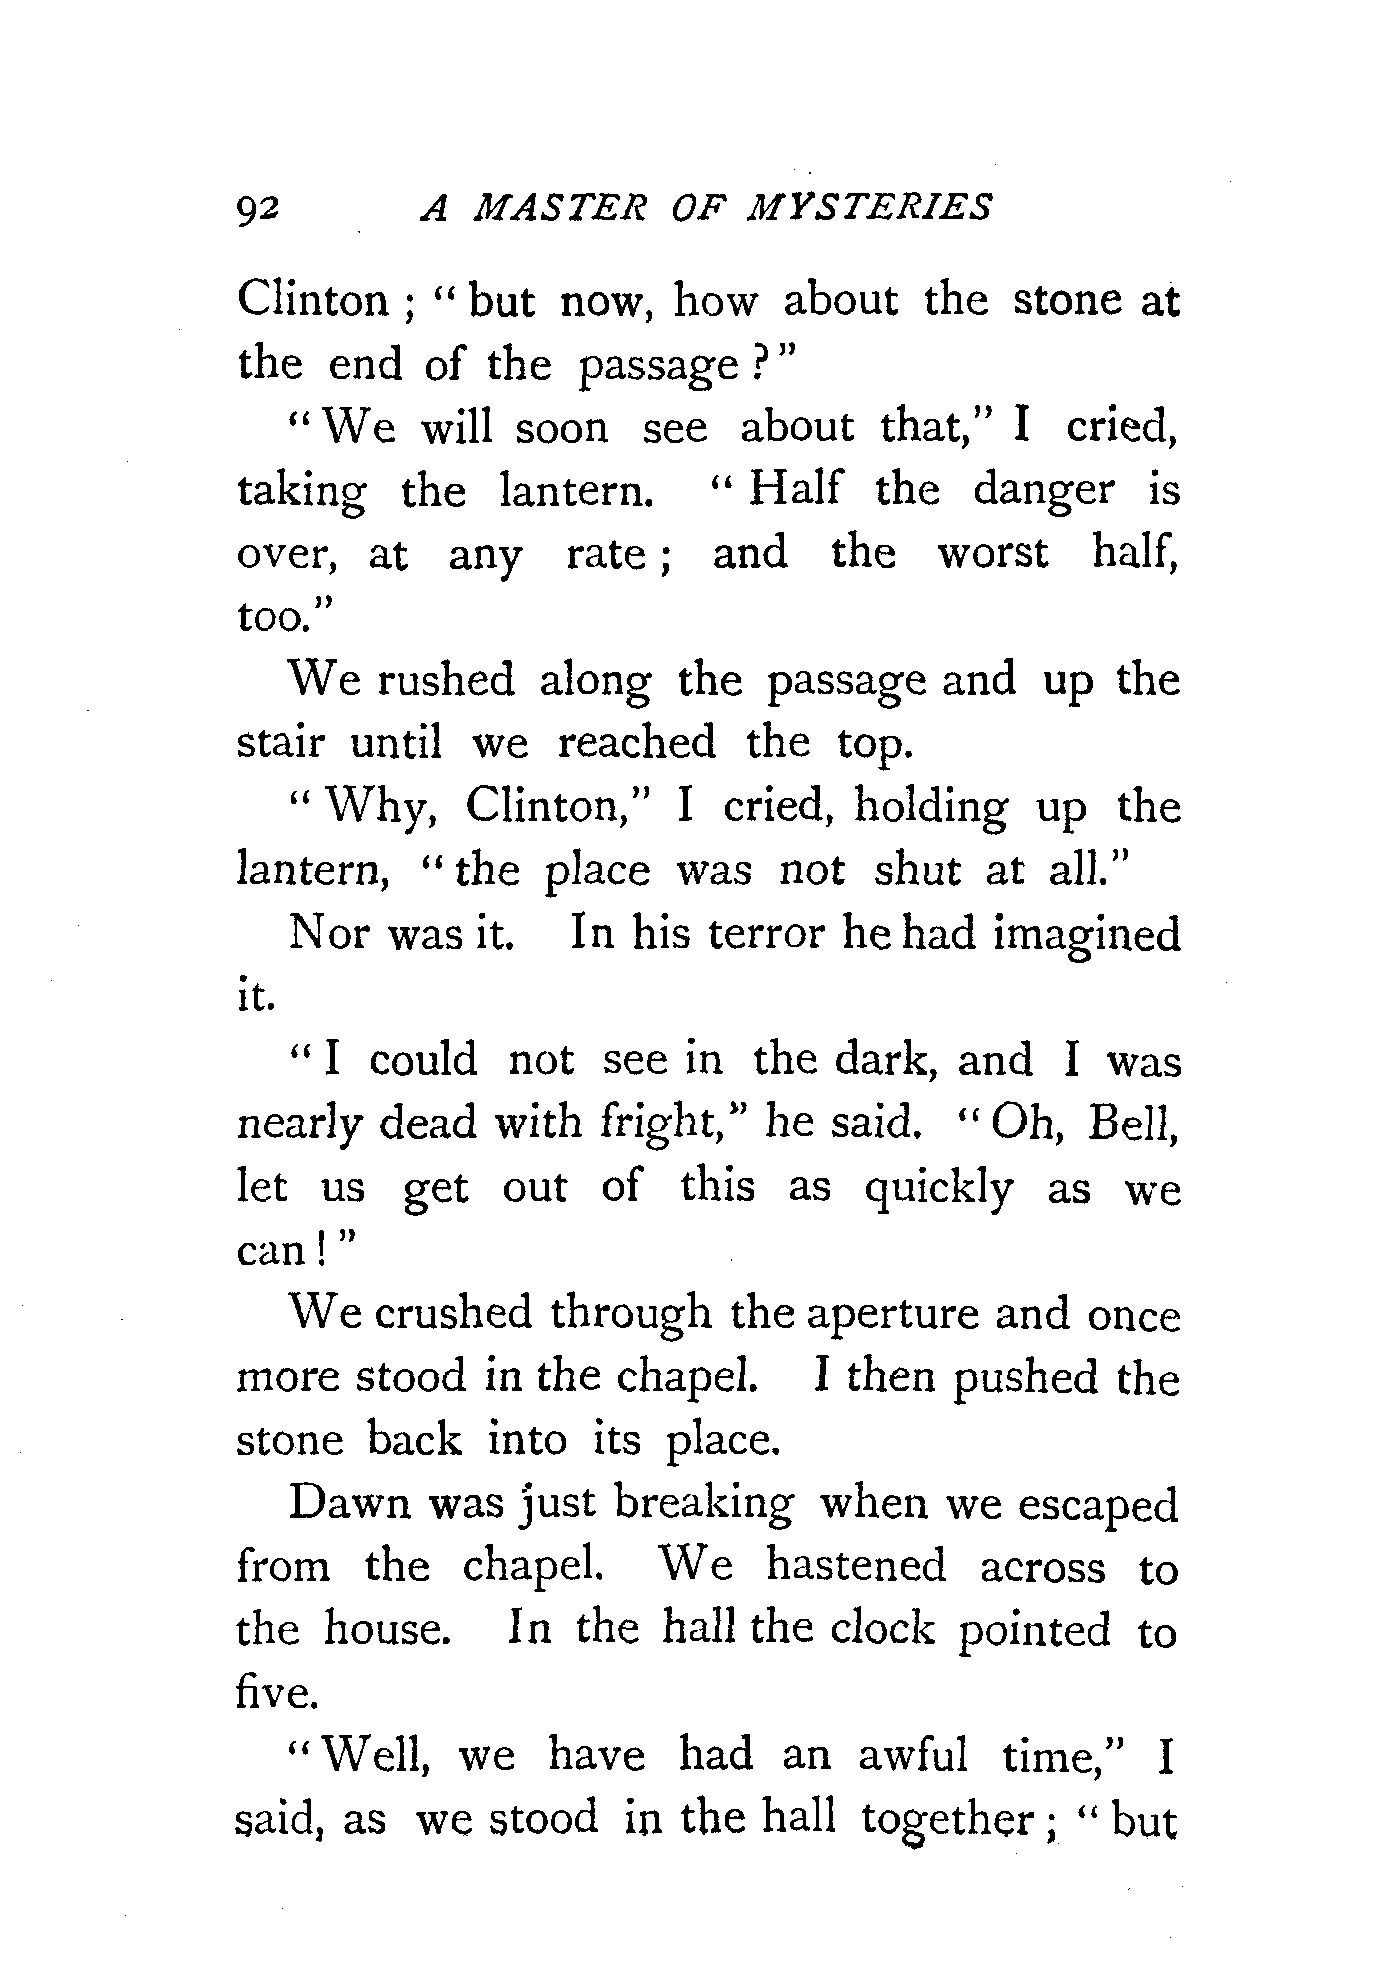 92 A MASTER OF MYSTERIES
Clinton ; “ but now, how about the stone at
the end of the passage ? ”
“ We will soon see about that,” I cried,
taking the lantern. “ Half the danger is
over, at any rate ; and the worst half,
too.”
We rushed along the passage and up the
stair until we reached the top.
“ Why, Clinton,” I cried, holding up the
lantern, “ the place was not shut at all.”
Nor was it. In his terror he had imagined
it.
“ I could not see in the dark, and I was
nearly dead with fright,” he said. “ Oh, Bell,
let us get out of this as quickly as we
can ! ”
We crushed through the aperture and once
more stood in the chapel. I then pushed the
stone back into its place.
Dawn was just breaking when we escaped
from the chapel. We hastened across to
the house. In the hall the clock pointed to
five.
“ Well, we have had an awful time,” I
said, as we stood in the hall together ; “ but